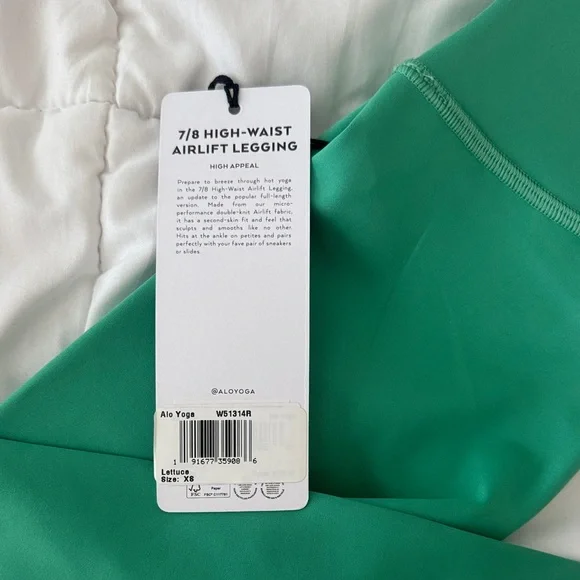 7/8 HIGH-WAIST
AIRLIFT LEGGING
HIGH APPEAL
Prepare to breeze through hot yoga
in the 7/8 High-Waist Airlift Legging,
an update to the popular full-length
version. Made from our micro-
performance double-knit Airlift fabric,
it has a second-skin fit and feel that
sculpts and smooths like no other.
Hits at the ankle on petites and pairs
perfectly with your fave pair of sneakers
or slides.
@ALOYOGA
Alo Yoga W51314R
1 91677 35908 6
Lettuce
Size: XS
FSC
Paper